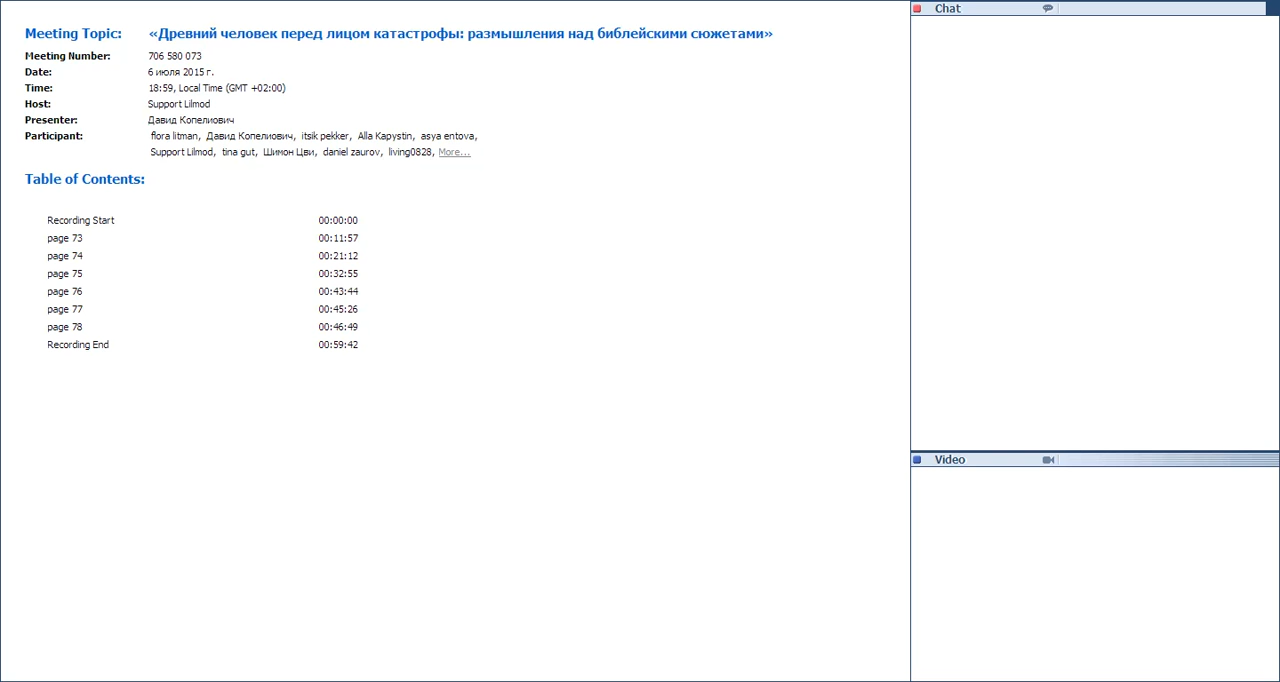 Meeting Topic: «Древний человек перед лицом катастрофы: размышления над библейскими сюжетами»
Meeting Number: 706 580 073
Date: 6 июля 2015 г.
Time: 18:59, Local Time (GMT +02:00)
Host: Support Lilmod
Presenter: Давид Копелиович
Participant: flora litman, Давид Копелиович, itsik pekker, Alla Kapystin, asya entova,
Support Lilmod, tina gut, Шимон Цви, daniel zaurov, living0828, More...
Table of Contents:
Recording Start 00:00:00
page 73 00:11:57
page 74 00:21:12
page 75 00:32:55
page 76 00:43:44
page 77 00:45:26
page 78 00:46:49
Recording End 00:59:42
Chat
Video